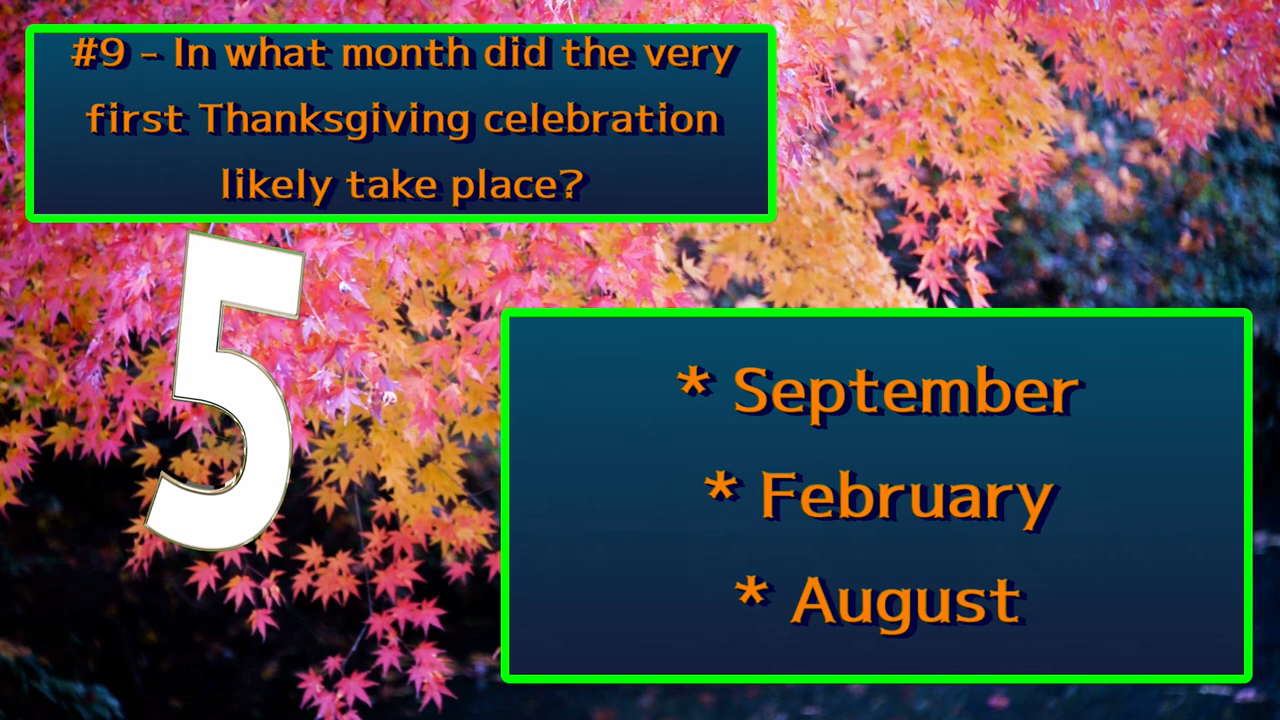 #9 - In what month did the very
first Thanksgiving celebration
likely take place?
5
* September
* February
* August